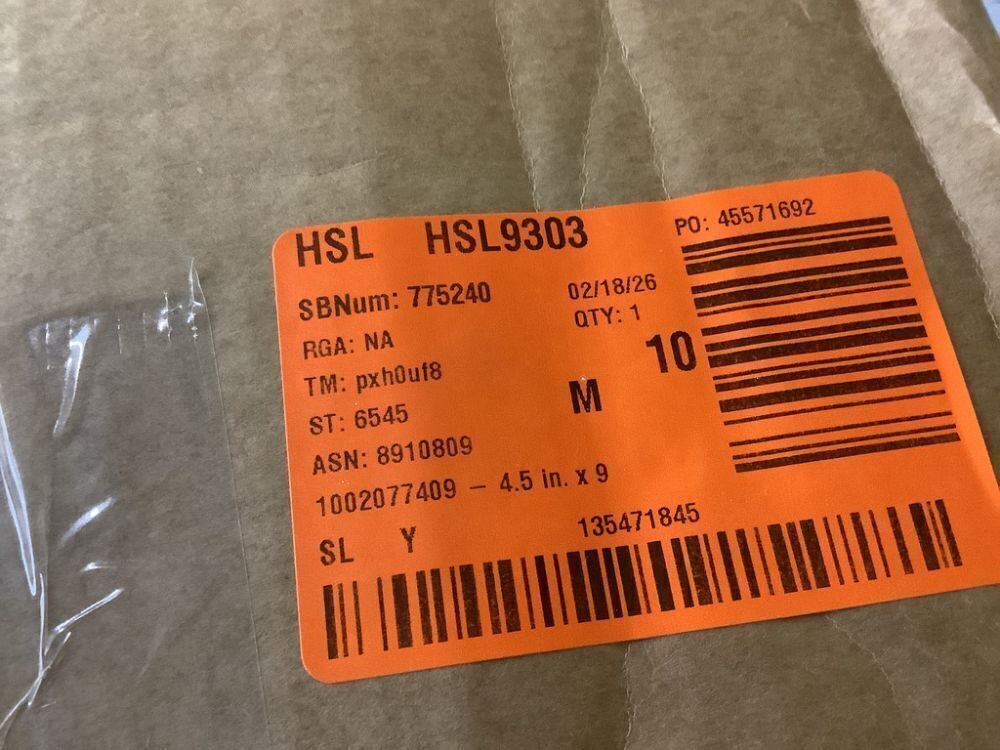 HSL HSL9303 PO: 45571692
SBNum: 775240 02/18/26
RGA: NA QTY: 1
TM: pxh0uf8 10
ST: 6545 M
ASN: 8910809
1002077409 – 4.5 in. x 9
SL Y 135471845